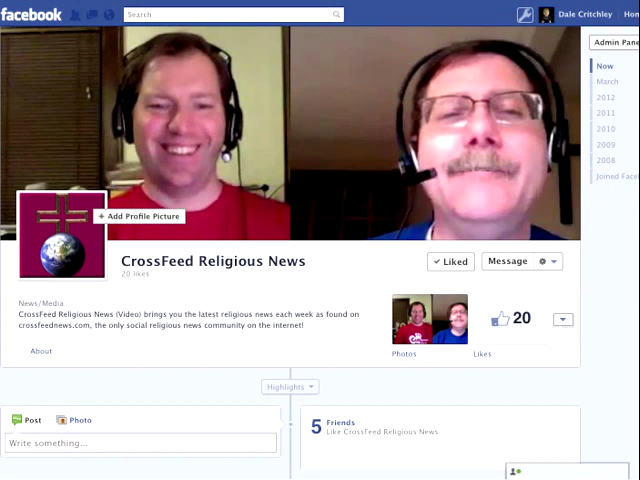 facebook
Search
Dale Critchley
Hon
Admin Pane
Now
March
2012
2011
2010
2009
2008
Joined Facel
+ Add Profile Picture
CrossFeed Religious News
20 likes
Liked
Message
News/Media
CrossFeed Religious News (Video) brings you the latest religious news each week as found on
crossfeednews.com, the only social religious news community on the internet!
About
20
Photos
Likes
Highlights
Post
Photo
Write something...
5
Friends
Like CrossFeed Religious News